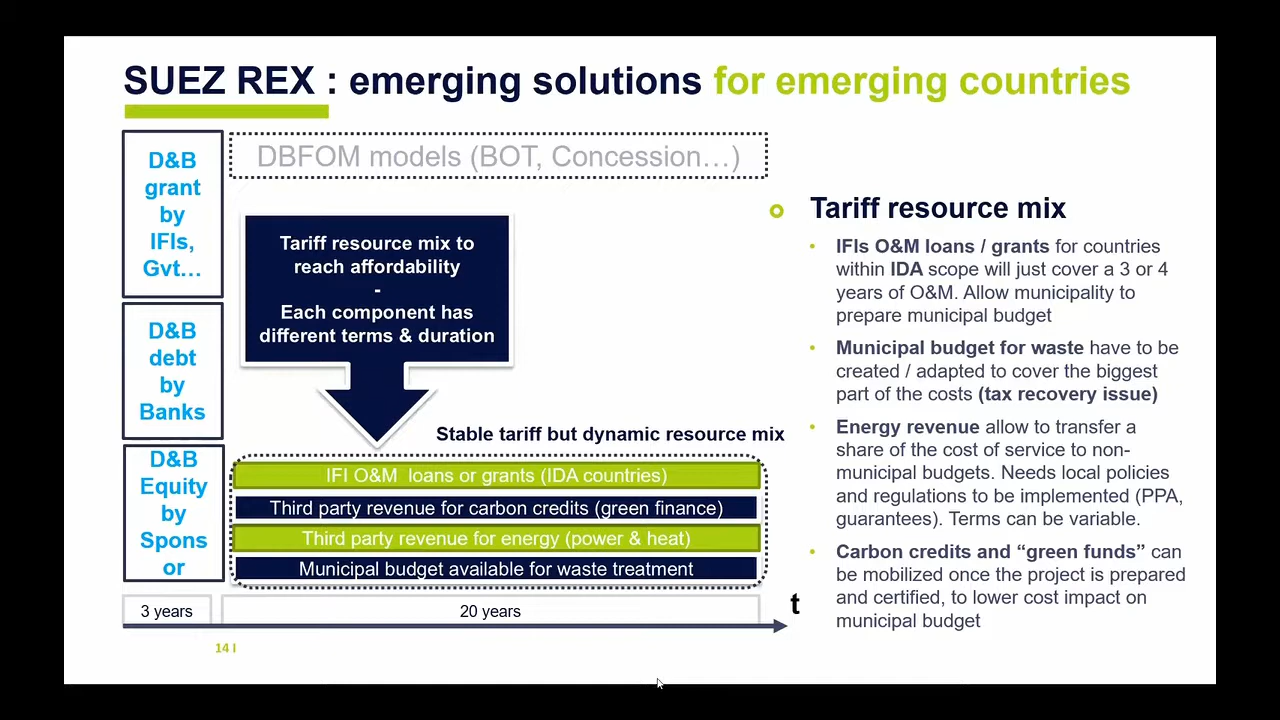 SUEZ REX : emerging solutions for emerging countries
D&B
grant
by
IFIs,
Gvt…
D&B
debt
by
Banks
D&B
Equity
by
Spons
or
DBFOM models (BOT, Concession…)
Tariff resource mix to
reach affordability
-
Each component has
different terms & duration
Stable tariff but dynamic resource mix
IFI O&M loans or grants (IDA countries)
Third party revenue for carbon credits (green finance)
Third party revenue for energy (power & heat)
Municipal budget available for waste treatment
3 years
20 years
t
Tariff resource mix
• IFIs O&M loans / grants for countries
within IDA scope will just cover a 3 or 4
years of O&M. Allow municipality to
prepare municipal budget
• Municipal budget for waste have to be
created / adapted to cover the biggest
part of the costs (tax recovery issue)
• Energy revenue allow to transfer a
share of the cost of service to non-
municipal budgets. Needs local policies
and regulations to be implemented (PPA,
guarantees). Terms can be variable.
• Carbon credits and “green funds” can
be mobilized once the project is prepared
and certified, to lower cost impact on
municipal budget
14 I